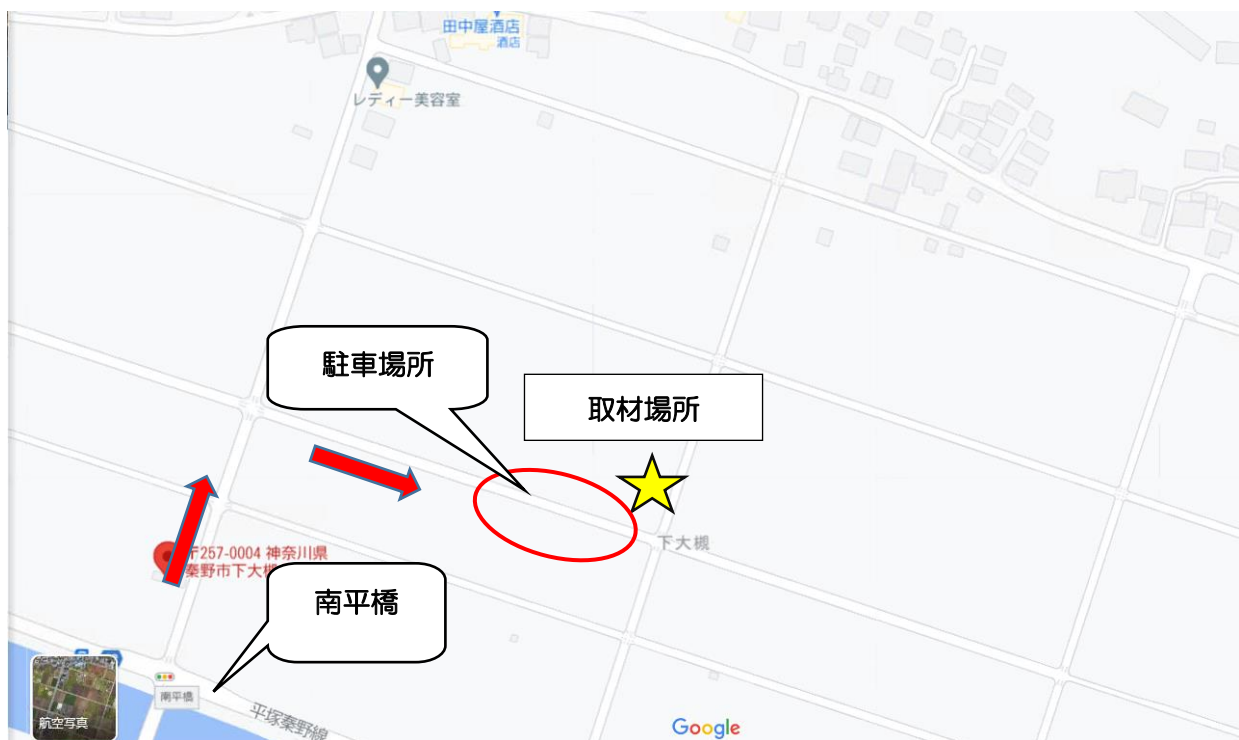 田中屋酒店
酒店
レディー美容室
駐車場所
取材場所
下大槻
〒257-0004 神奈川県
秦野市下大槻
南平橋
南平橋
平塚秦野線
航空写真
Google